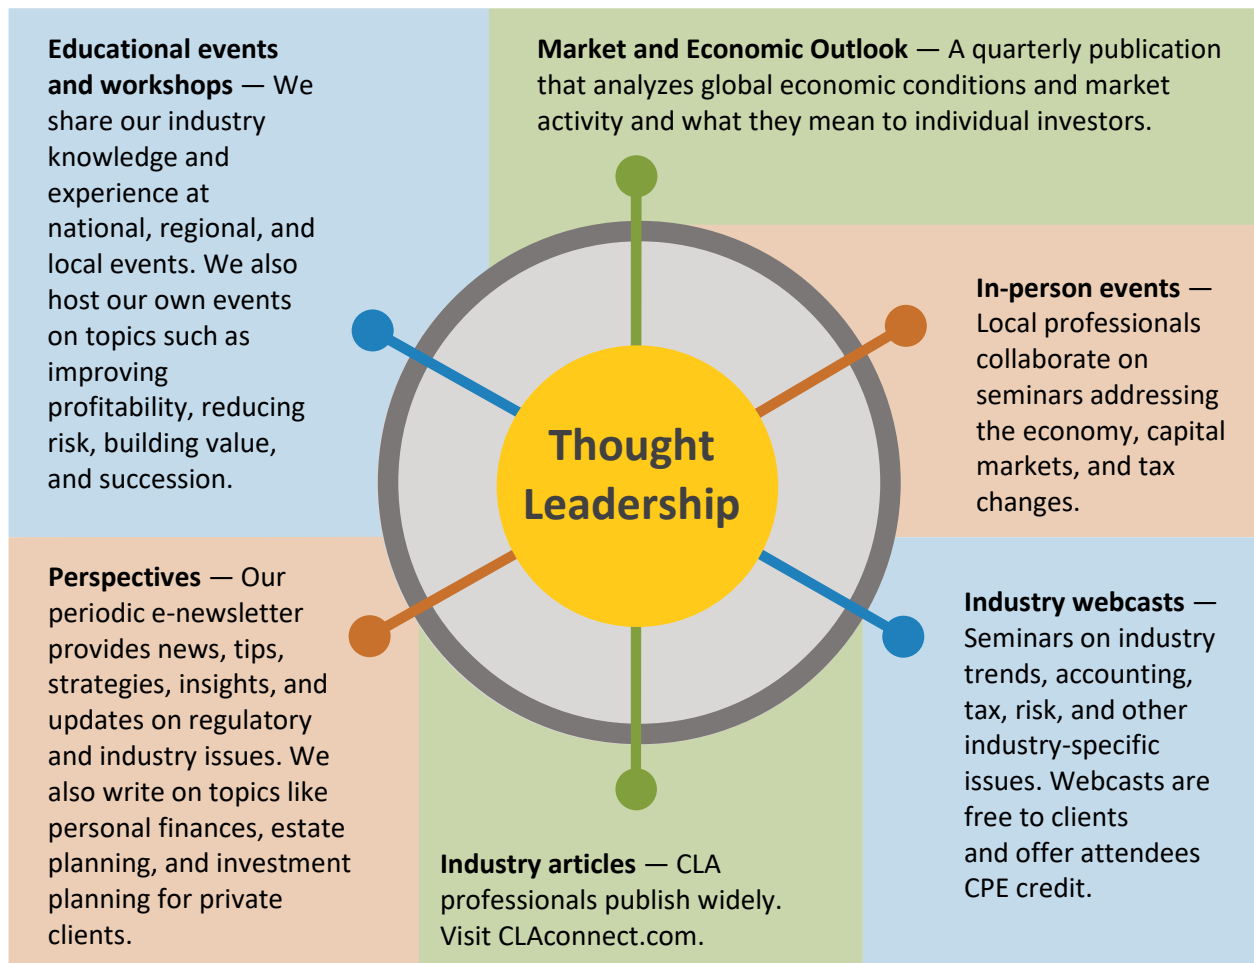 Educational events
and workshops — We
share our industry
knowledge and
experience at
national, regional, and
local events. We also
host our own events
on topics such as
improving
profitability, reducing
risk, building value,
and succession.
Market and Economic Outlook — A quarterly publication
that analyzes global economic conditions and market
activity and what they mean to individual investors.
In-person events —
Local professionals
collaborate on
seminars addressing
the economy, capital
markets, and tax
changes.
Thought
Leadership
Perspectives — Our
periodic e-newsletter
provides news, tips,
strategies, insights, and
updates on regulatory
and industry issues. We
also write on topics like
personal finances, estate
planning, and investment
planning for private
clients.
Industry articles — CLA
professionals publish widely.
Visit CLAconnect.com.
Industry webcasts —
Seminars on industry
trends, accounting,
tax, risk, and other
industry-specific
issues. Webcasts are
free to clients
and offer attendees
CPE credit.